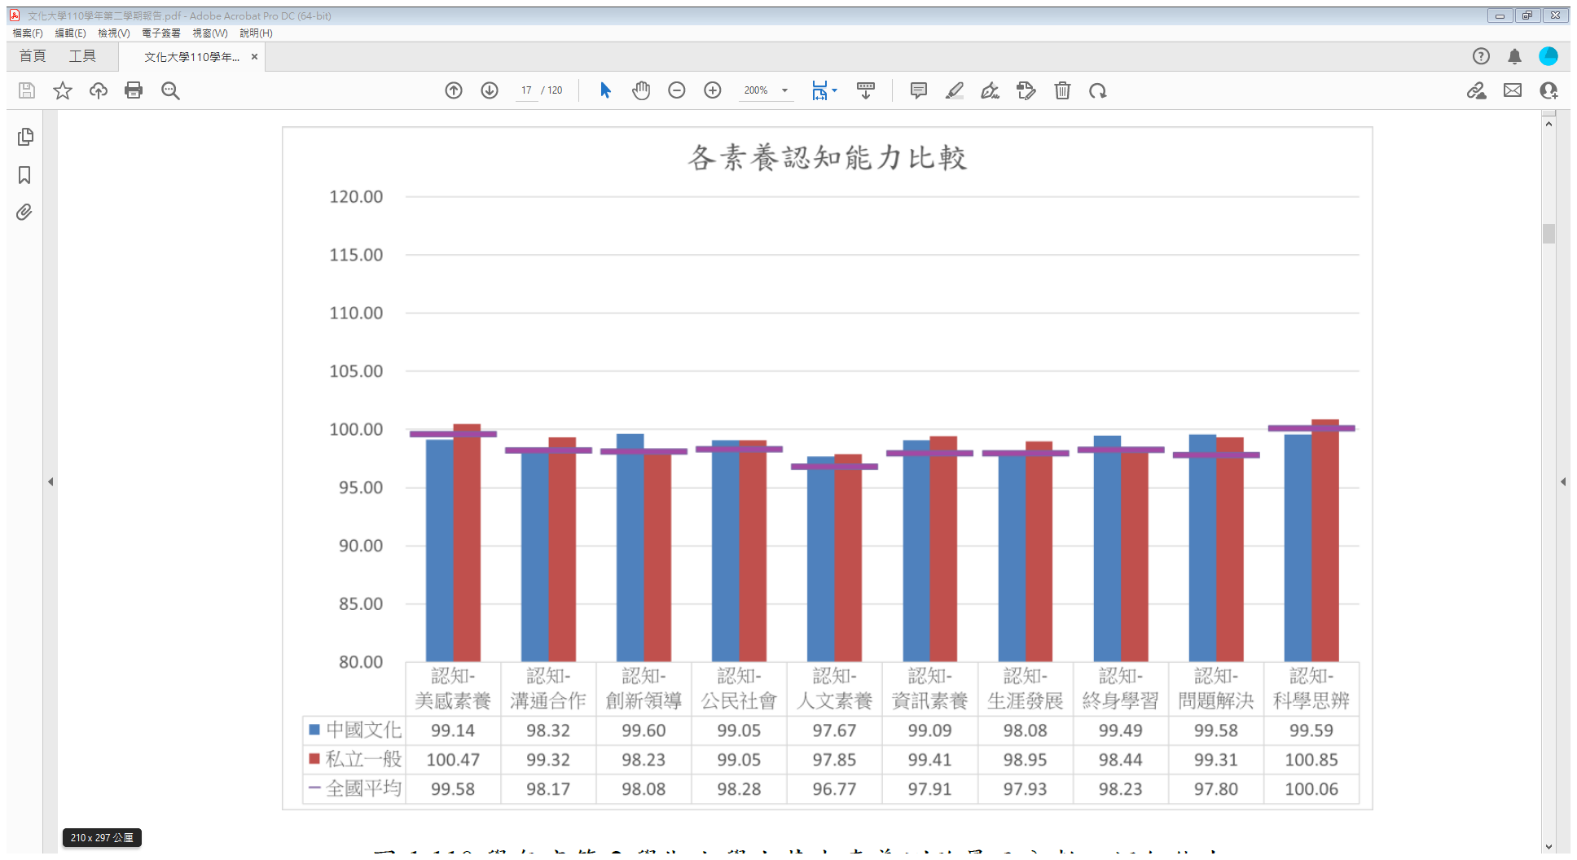 文化大學110學年第二學期報告.pdf - Adobe Acrobat Pro DC (64-bit)
檔案(F) 編輯(E) 檢視(V) 電子簽署 視窗(W) 說明(H)
首頁 工具 文化大學110學年... ×
17 / 120 200%
各素養認知能力比較
120.00
115.00
110.00
105.00
100.00
95.00
90.00
85.00
80.00
認知- 認知- 認知- 認知- 認知- 認知- 認知- 認知- 認知- 認知-
美感素養 溝通合作 創新領導 公民社會 人文素養 資訊素養 生涯發展 終身學習 問題解決 科學思辨
中國文化 99.14 98.32 99.60 99.05 97.67 99.09 98.08 99.49 99.58 99.59
私立一般 100.47 99.32 98.23 99.05 97.85 99.41 98.95 98.44 99.31 100.85
全國平均 99.58 98.17 98.08 98.28 96.77 97.91 97.93 98.23 97.80 100.06
210 x 297 公厘